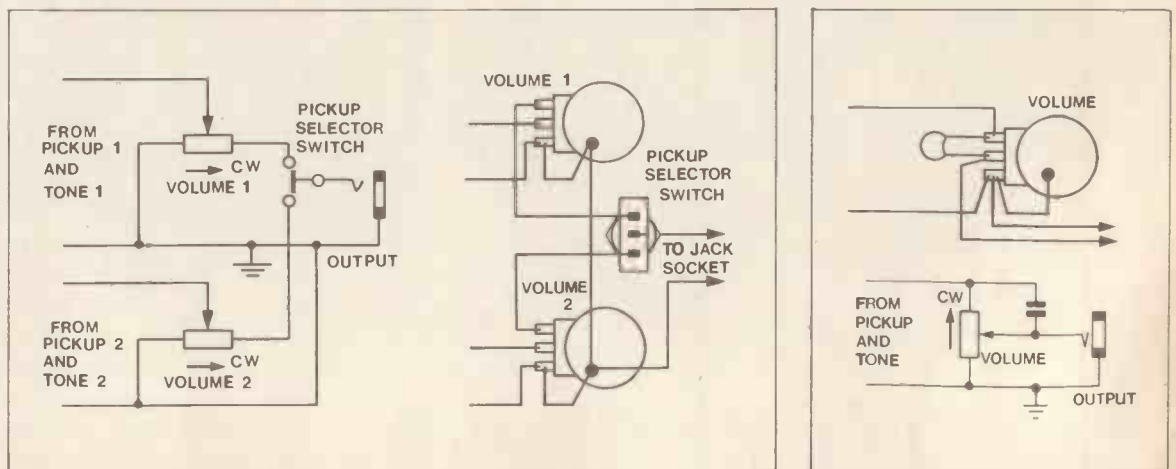 FROM
PICKUP 1
AND
TONE 1
CW
VOLUME 1
PICKUP
SELECTOR
SWITCH
OUTPUT
FROM
PICKUP 2
AND
TONE 2
CW
VOLUME 2
VOLUME 1
PICKUP
SELECTOR
SWITCH
TO JACK
SOCKET
VOLUME
2
VOLUME
FROM
PICKUP
AND
TONE
CW
VOLUME
OUTPUT